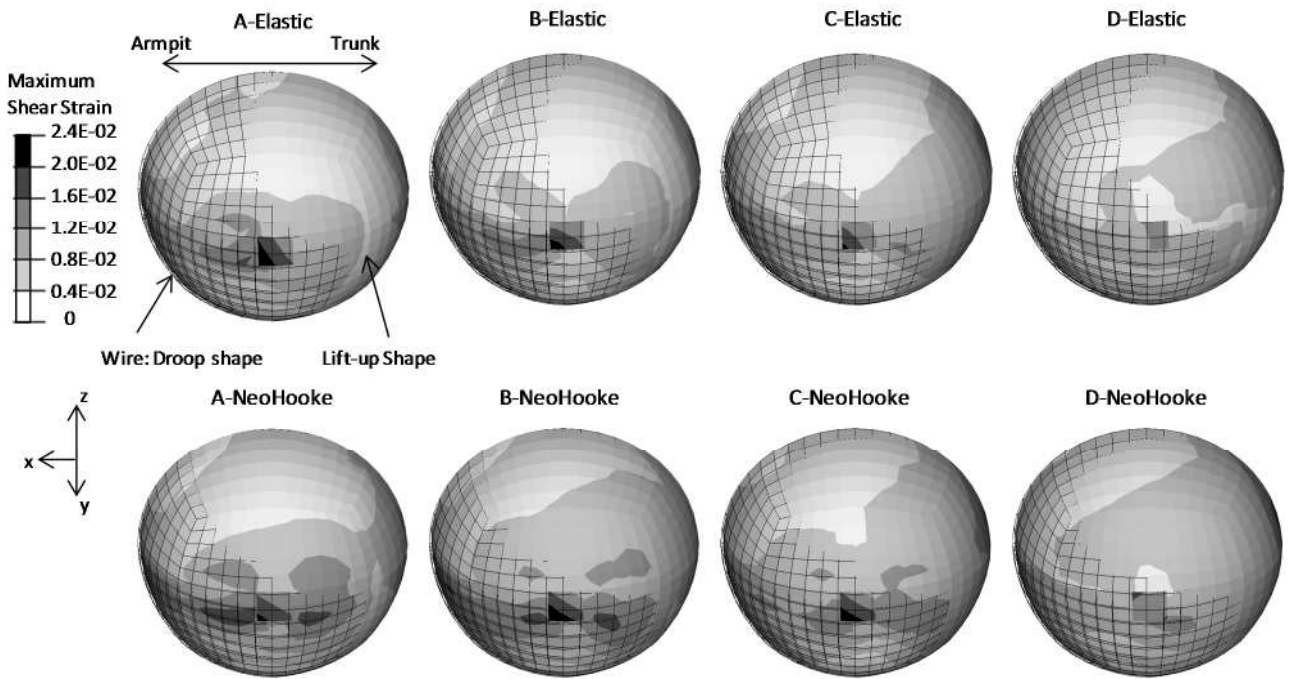 A-Elastic
B-Elastic
C-Elastic
D-Elastic
Armpit
Trunk
Maximum
Shear Strain
2.4E-02
2.0E-02
1.6E-02
1.2E-02
0.8E-02
0.4E-02
0
Wire: Droop shape
Lift-up Shape
A-NeoHooke
B-NeoHooke
C-NeoHooke
D-NeoHooke
z
x
y